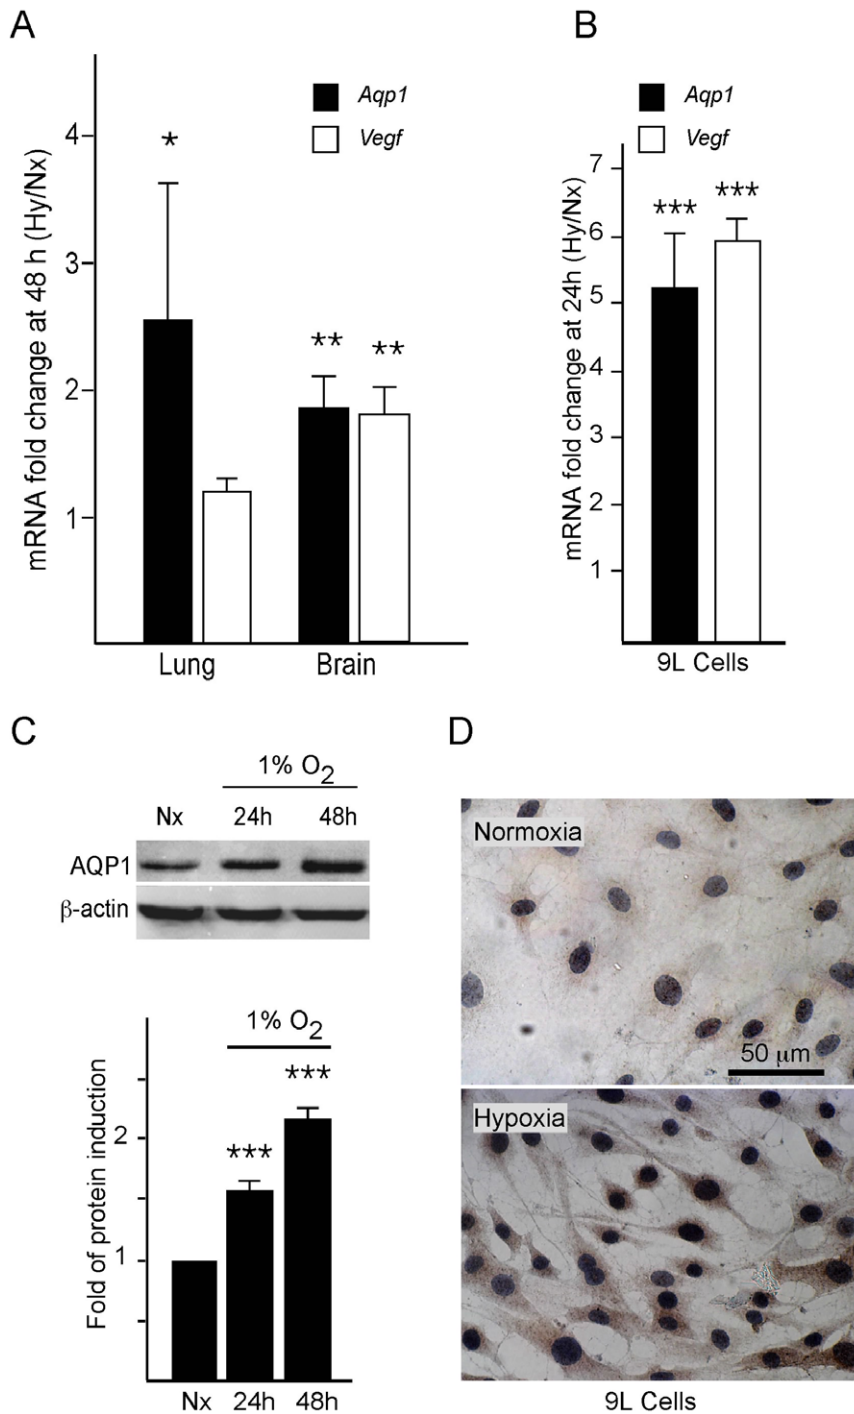 A
mRNA fold change at 48 h (Hy/Nx)
4
3
2
1
Aqp1
Vegf
*
**
**
Lung
Brain
B
Aqp1
Vegf
mRNA fold change at 24h (Hy/Nx)
7
6
5
4
3
2
1
***
***
9L Cells
C
1% O2
Nx 24h 48h
AQP1
β-actin
Fold of protein induction
2
1
1% O2
***
***
Nx 24h 48h
D
Normoxia
50 μm
Hypoxia
9L Cells